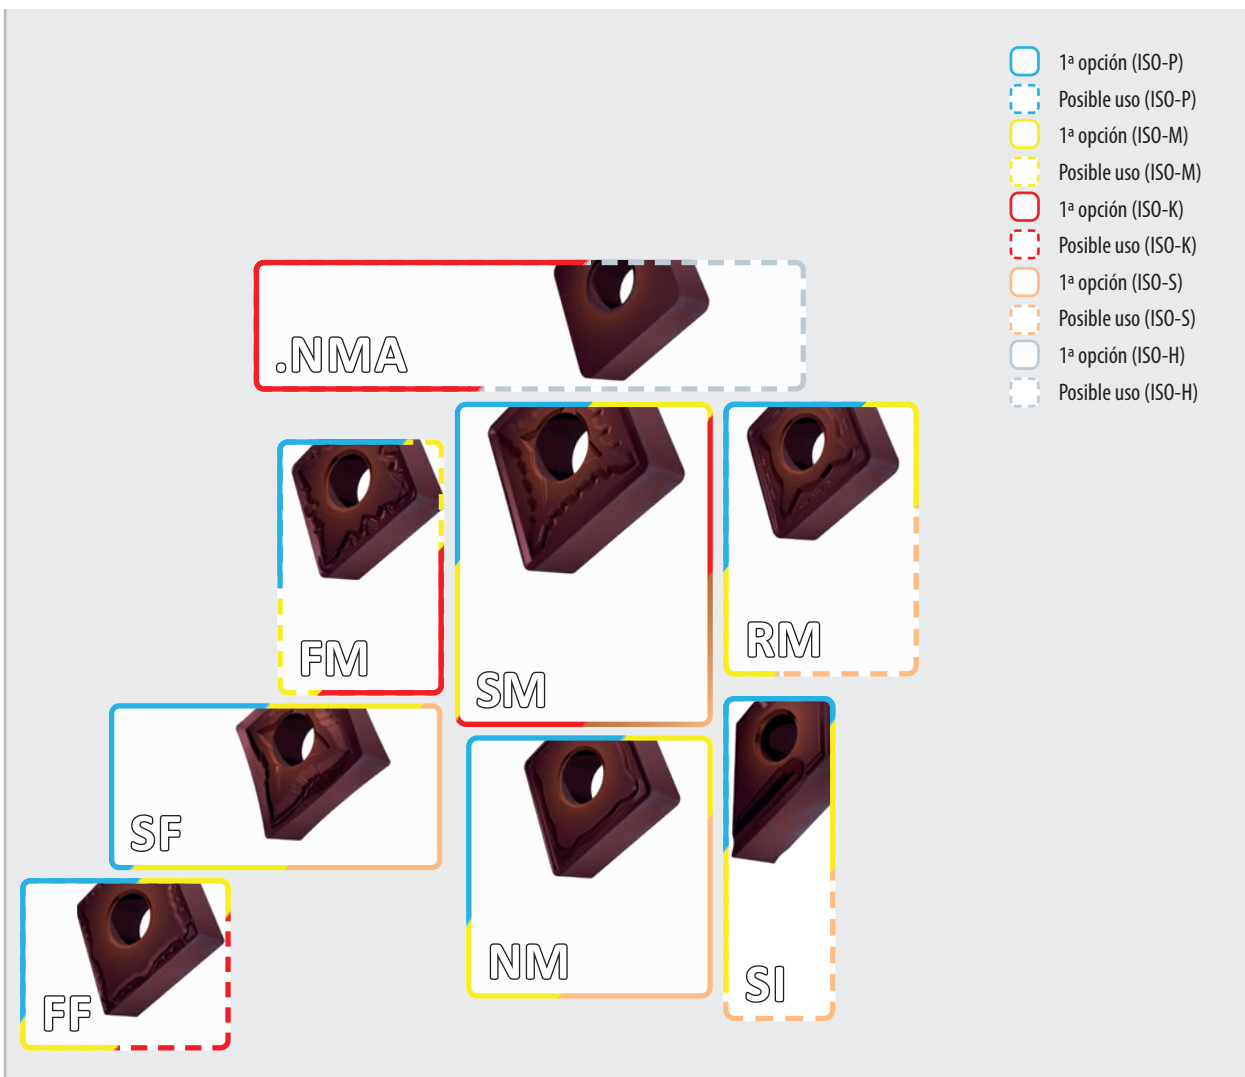 1ª opción (ISO-P)
Posible uso (ISO-P)
1ª opción (ISO-M)
Posible uso (ISO-M)
1ª opción (ISO-K)
Posible uso (ISO-K)
1ª opción (ISO-S)
Posible uso (ISO-S)
1ª opción (ISO-H)
Posible uso (ISO-H)
.NMA
FM
SM
RM
SF
FF
NM
SI